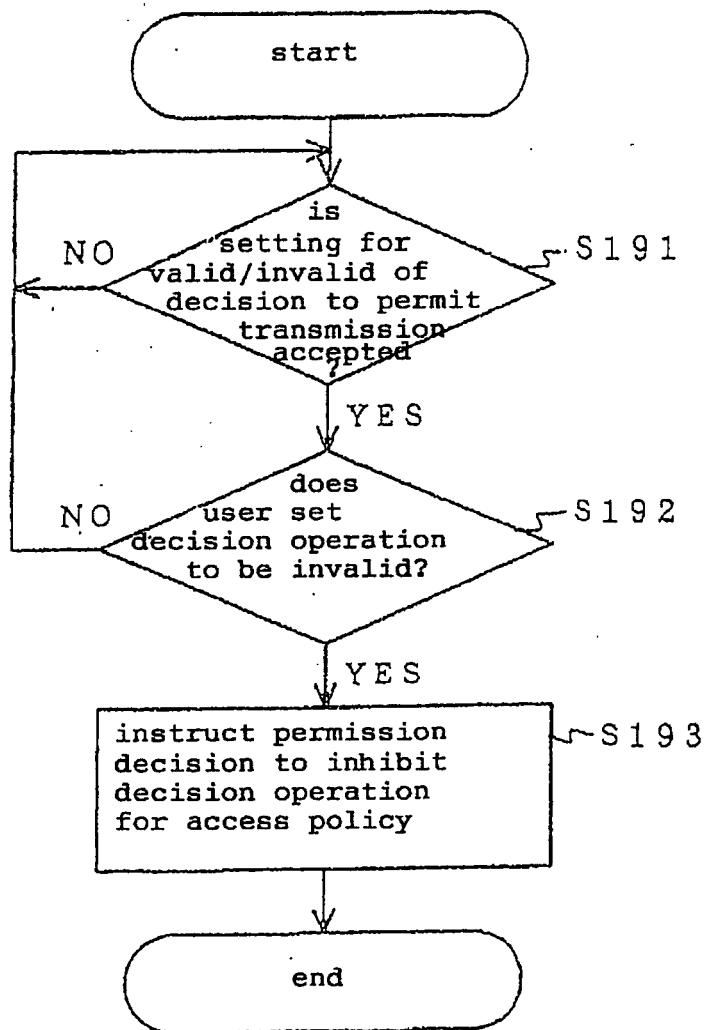 start
is
setting for
valid/invalid of
decision to permit
transmission
accepted
?
NO
S191
YES
does
user set
decision operation
to be invalid?
NO
S192
YES
instruct permission
decision to inhibit
decision operation
for access policy
S193
end